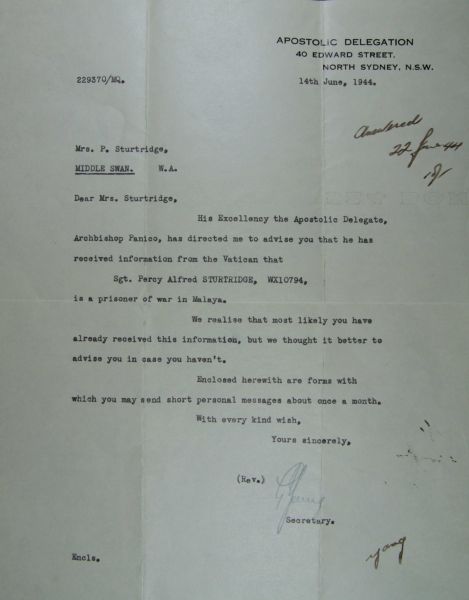 APOSTOLIC DELEGATION
40 EDWARD STREET,
NORTH SYDNEY, N.S.W.
229370/MQ.
14th June, 1944.
Answered
22 June 44
Mrs. P. Sturtridge,
MIDDLE SWAN. W.A.
Dear Mrs. Sturtridge,
His Excellency the Apostolic Delegate,
Archbishop Panico, has directed me to advise you that he has
received information from the Vatican that
Sgt. Percy Alfred STURTRIDGE, WX10794,
is a prisoner of war in Malaya.
We realise that most likely you have
already received this information, but we thought it better to
advise you in case you haven't.
Enclosed herewith are forms with
which you may send short personal messages about once a month.
With every kind wish,
Yours sincerely,
(Rev.)
Secretary.
Encls.